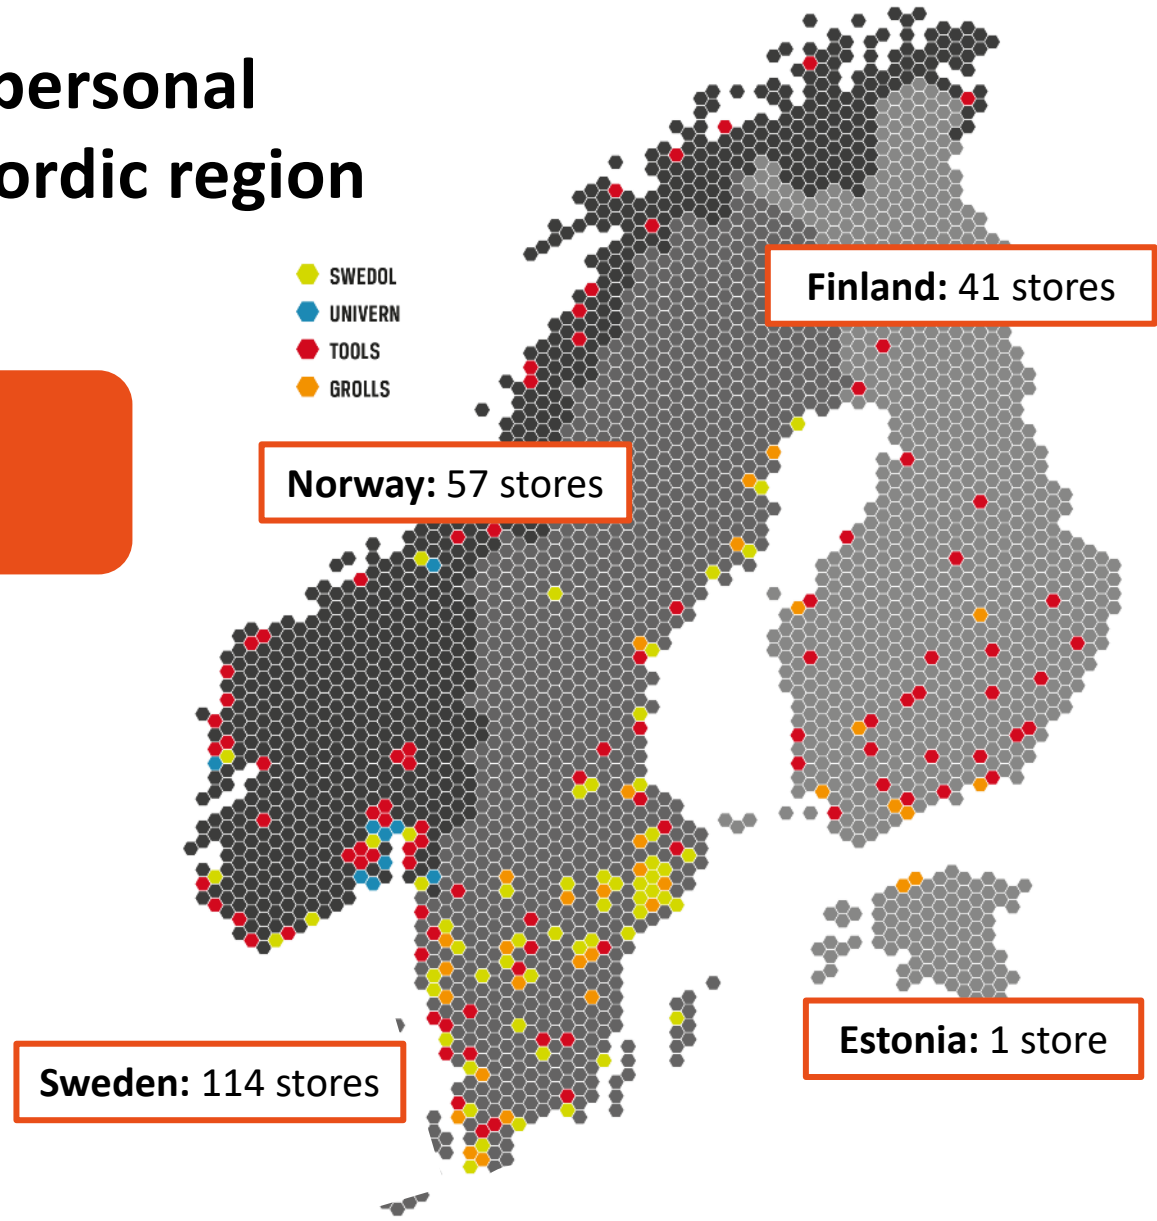 personal
ordic region
SWEDOL
UNIVERN
TOOLS
GROLLS
Finland: 41 stores
Norway: 57 stores
Estonia: 1 store
Sweden: 114 stores